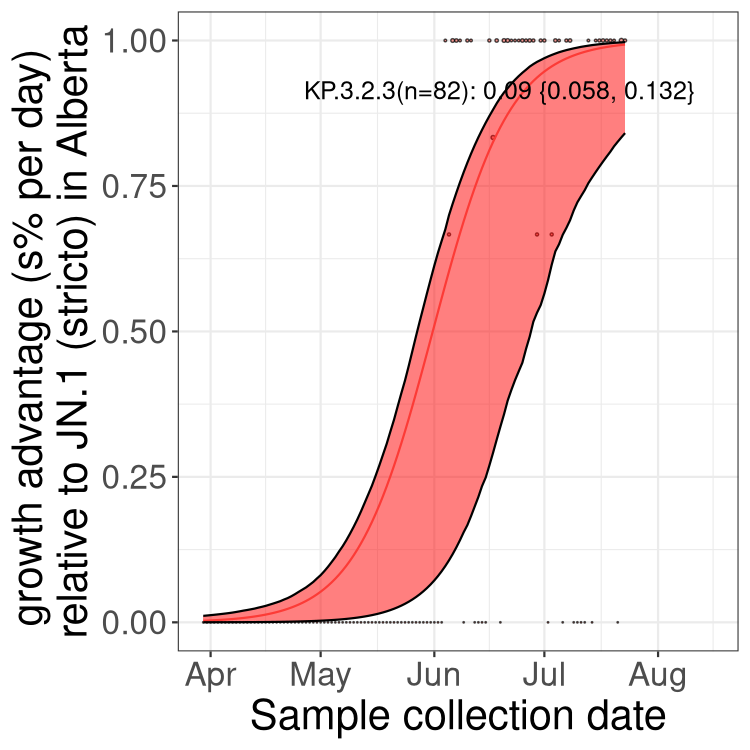 growth advantage (s% per day)
relative to JN.1 (stricto) in Alberta
1.00
0.75
0.50
0.25
0.00
KP.3.2.3(n=82): 0.09 {0.058, 0.132}
Apr May Jun Jul Aug
Sample collection date